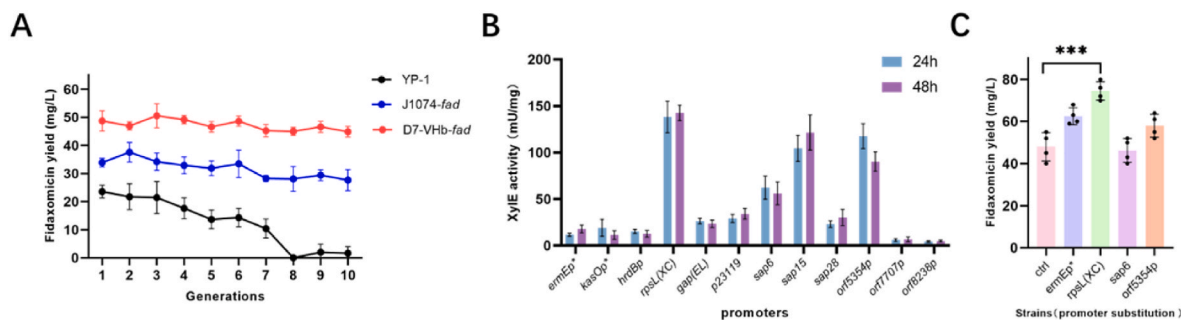 A
Fidaxomicin yield (mg/L)
60
50
40
30
20
10
0
1 2 3 4 5 6 7 8 9 10
Generations
YP-1
J1074-fad
D7-VHb-fad
B
XylE activity (mU/mg)
200
150
100
50
0
24h
48h
ermEp*
kasOp*
hrdBp
rpsL(XC)
gap(EL)
p23119
sap6
sap15
sap28
orf5354p
orf7707p
orf8238p
promoters
C
***
Fidaxomicin yield (mg/L)
80
60
40
20
0
ctrl
ermEp*
rpsL(XC)
sap6
orf5354p
Strains(promoter substitution )